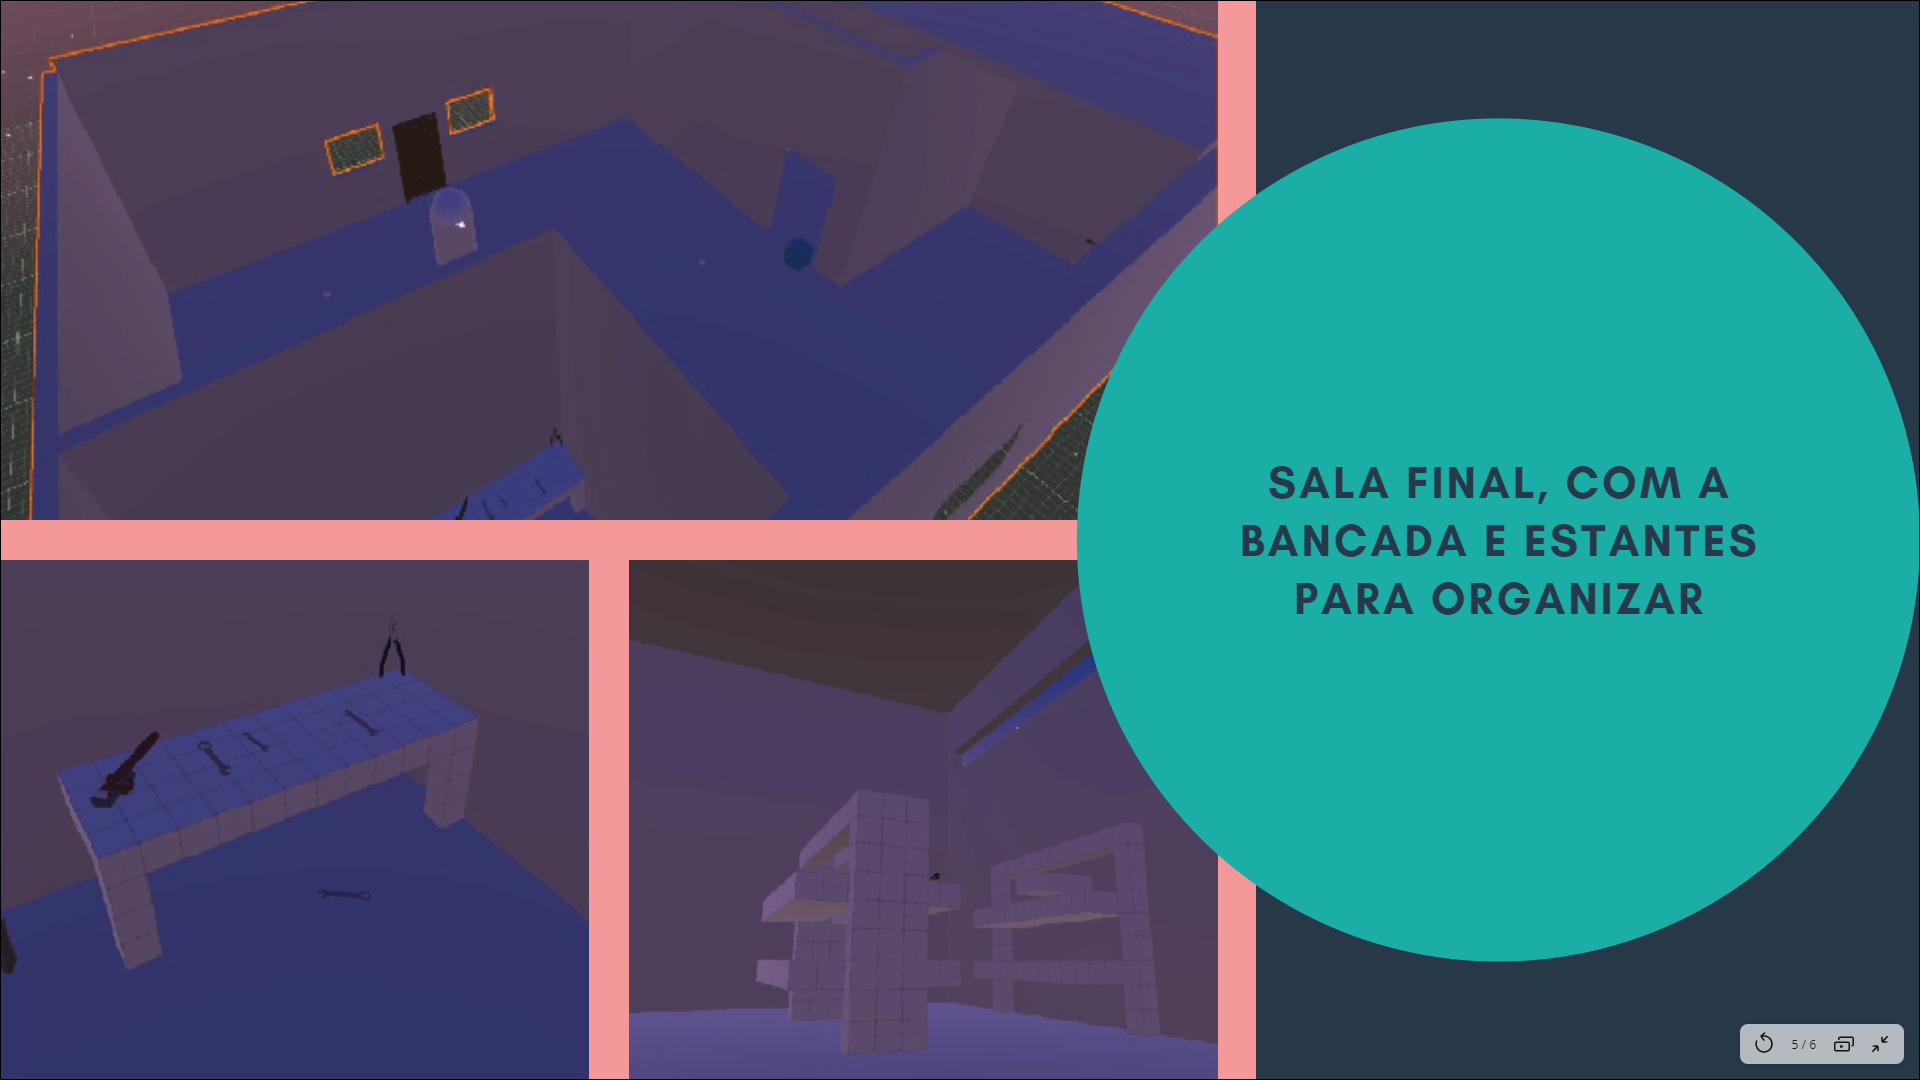 SALA FINAL, COM A
BANCADA E ESTANTES
PARA ORGANIZAR
5 / 6